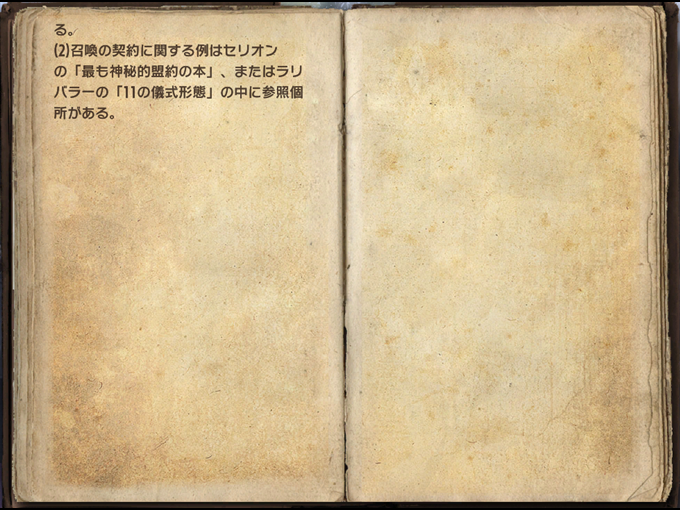 る。
(2)召喚の契約に関する例はセリオン
の「最も神秘的盟約の本」、またはラリ
バラーの「11の儀式形態」の中に参照個
所がある。